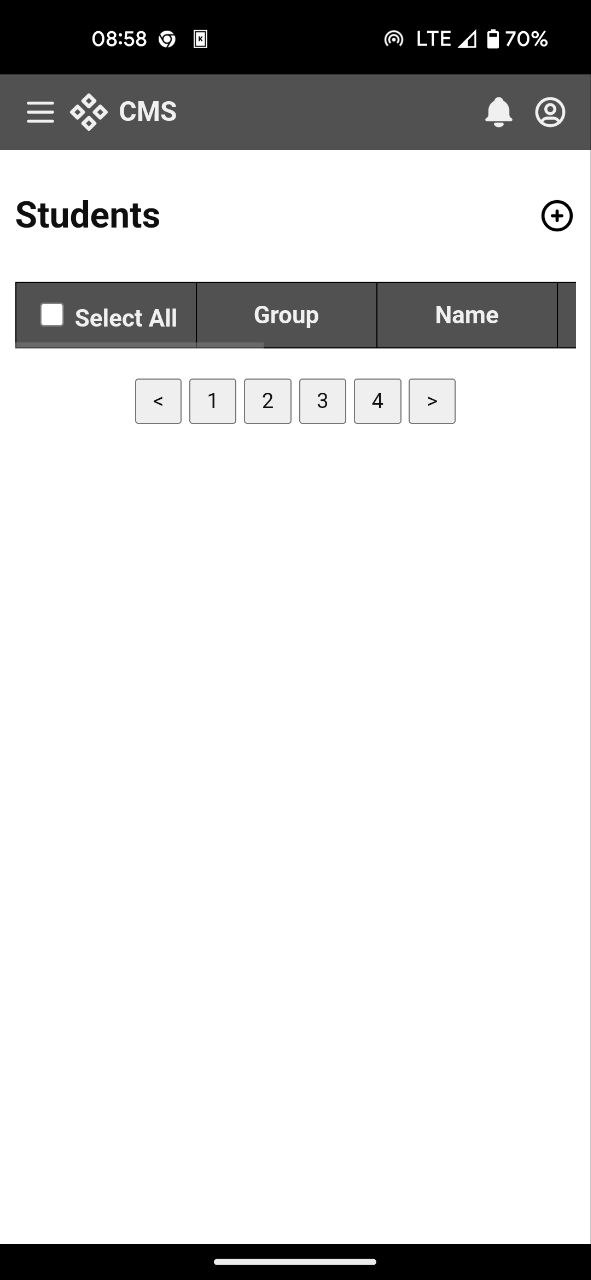 08:58 LTE 70%
CMS
Students
Select All Group Name
< 1 2 3 4 >